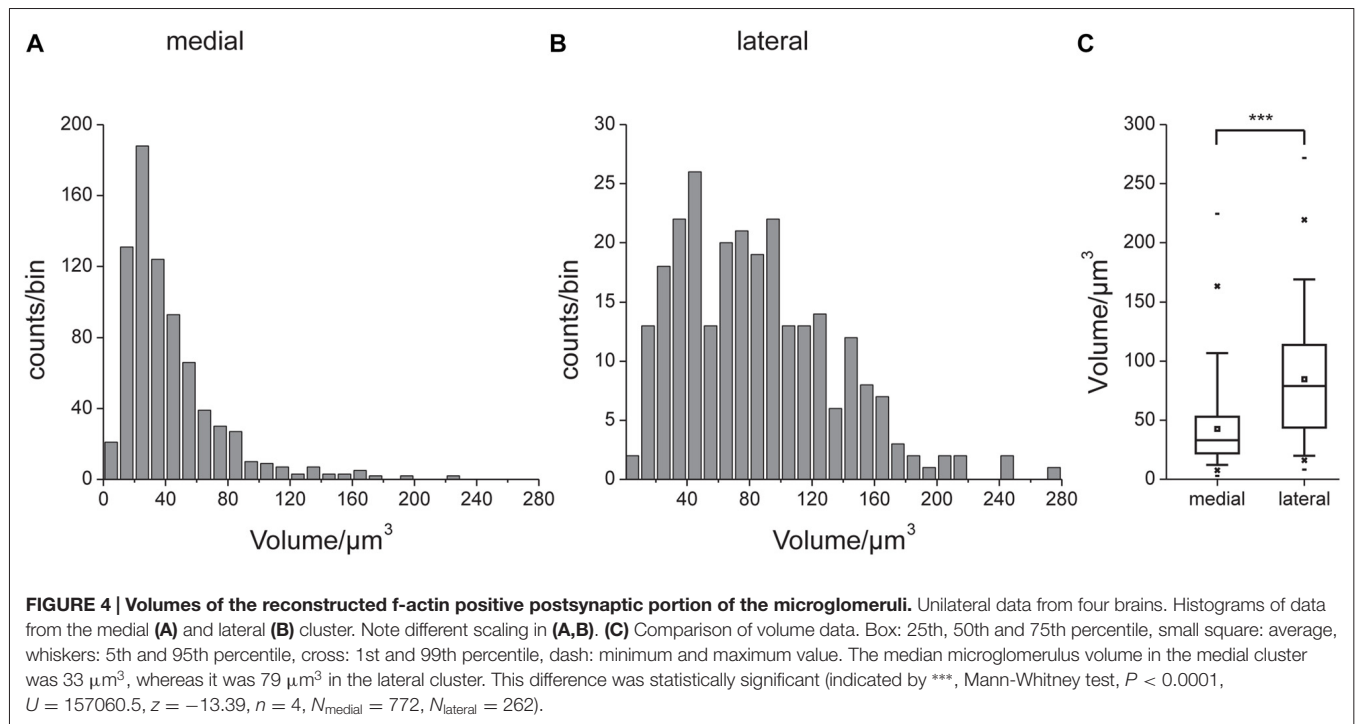 A medial
B lateral
C
200
160
120
80
40
0
counts/bin
0 40 80 120 160 200 240 280
Volume/μm³
30
25
20
15
10
5
0
counts/bin
40 80 120 160 200 240 280
Volume/μm³
***
300
250
200
150
100
50
0
Volume/μm³
medial lateral
FIGURE 4 | Volumes of the reconstructed f-actin positive postsynaptic portion of the microglomeruli. Unilateral data from four brains. Histograms of data
from the medial (A) and lateral (B) cluster. Note different scaling in (A,B). (C) Comparison of volume data. Box: 25th, 50th and 75th percentile, small square: average,
whiskers: 5th and 95th percentile, cross: 1st and 99th percentile, dash: minimum and maximum value. The median microglomerulus volume in the medial cluster
was 33 μm³, whereas it was 79 μm³ in the lateral cluster. This difference was statistically significant (indicated by ***, Mann-Whitney test, P < 0.0001,
U = 157060.5, z = −13.39, n = 4, Nmedial = 772, Nlateral = 262).